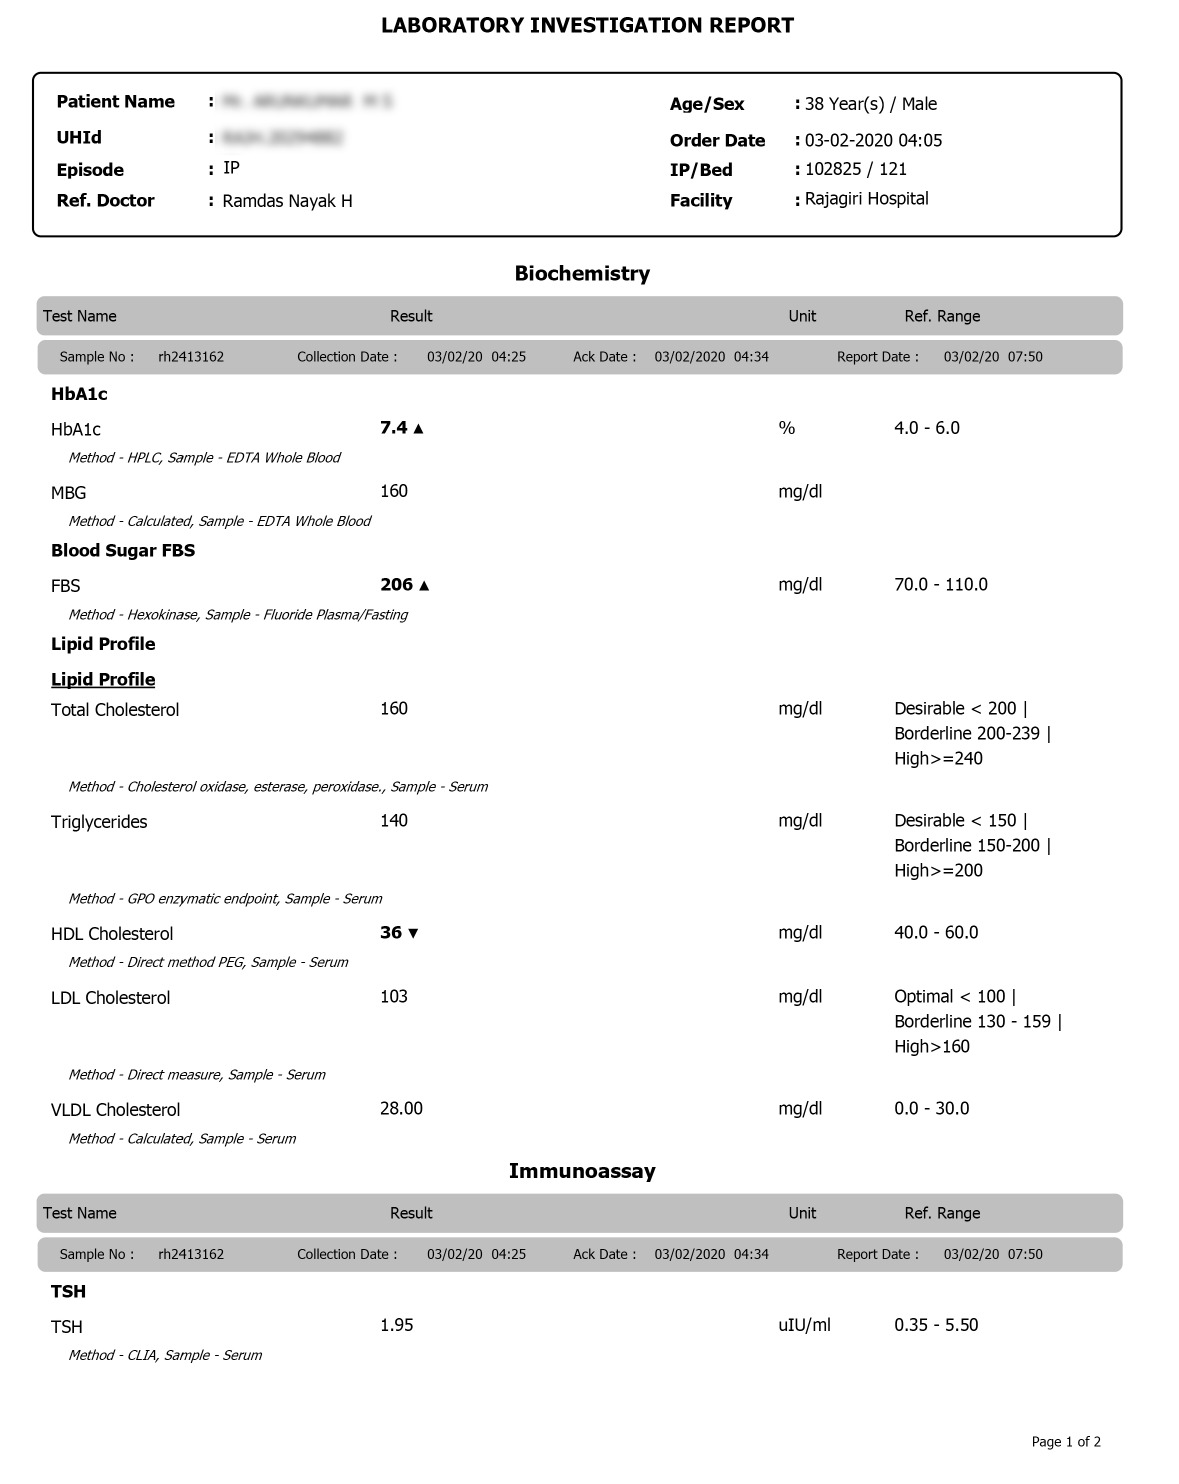 LABORATORY INVESTIGATION REPORT
Patient Name : Age/Sex : 38 Year(s) / Male
UHId : Order Date : 03-02-2020 04:05
Episode : IP IP/Bed : 102825 / 121
Ref. Doctor : Ramdas Nayak H Facility : Rajagiri Hospital
Biochemistry
Test Name Result Unit Ref. Range
Sample No : rh2413162 Collection Date : 03/02/20 04:25 Ack Date : 03/02/2020 04:34 Report Date : 03/02/20 07:50
HbA1c
HbA1c 7.4 ▲ % 4.0 - 6.0
Method - HPLC, Sample - EDTA Whole Blood
MBG 160 mg/dl
Method - Calculated, Sample - EDTA Whole Blood
Blood Sugar FBS
FBS 206 ▲ mg/dl 70.0 - 110.0
Method - Hexokinase, Sample - Fluoride Plasma/Fasting
Lipid Profile
Lipid Profile
Total Cholesterol 160 mg/dl Desirable < 200 |
Borderline 200-239 |
High>=240
Method - Cholesterol oxidase, esterase, peroxidase., Sample - Serum
Triglycerides 140 mg/dl Desirable < 150 |
Borderline 150-200 |
High>=200
Method - GPO enzymatic endpoint, Sample - Serum
HDL Cholesterol 36 ▼ mg/dl 40.0 - 60.0
Method - Direct method PEG, Sample - Serum
LDL Cholesterol 103 mg/dl Optimal < 100 |
Borderline 130 - 159 |
High>160
Method - Direct measure, Sample - Serum
VLDL Cholesterol 28.00 mg/dl 0.0 - 30.0
Method - Calculated, Sample - Serum
Immunoassay
Test Name Result Unit Ref. Range
Sample No : rh2413162 Collection Date : 03/02/20 04:25 Ack Date : 03/02/2020 04:34 Report Date : 03/02/20 07:50
TSH
TSH 1.95 uIU/ml 0.35 - 5.50
Method - CLIA, Sample - Serum
Page 1 of 2